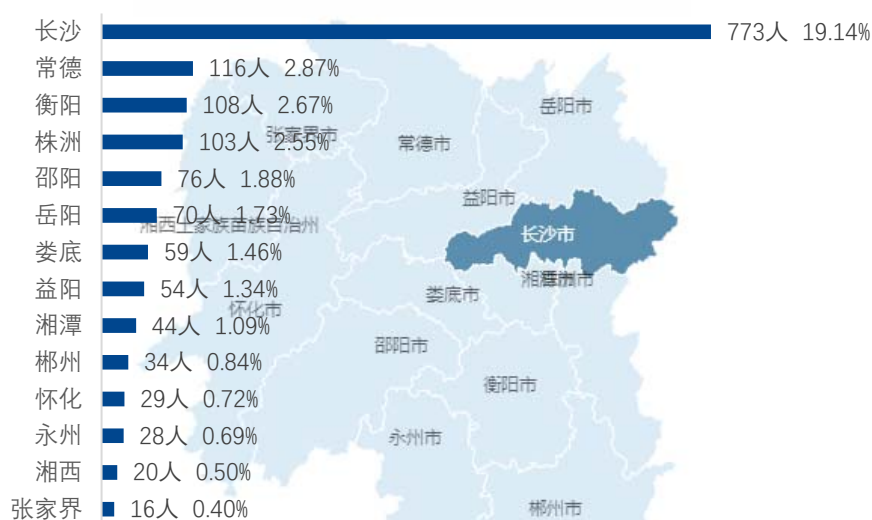 长沙 773人 19.14%
常德 116人 2.87%
衡阳 108人 2.67%
株洲 103人 2.55%
邵阳 76人 1.88%
岳阳 70人 1.73%
娄底 59人 1.46%
益阳 54人 1.34%
湘潭 44人 1.09%
郴州 34人 0.84%
怀化 29人 0.72%
永州 28人 0.69%
湘西 20人 0.50%
张家界 16人 0.40%
岳阳市
张家界市
常德市
益阳市
湘西土家族苗族自治州
长沙市
娄底市
怀化市
邵阳市
衡阳市
永州市
郴州市